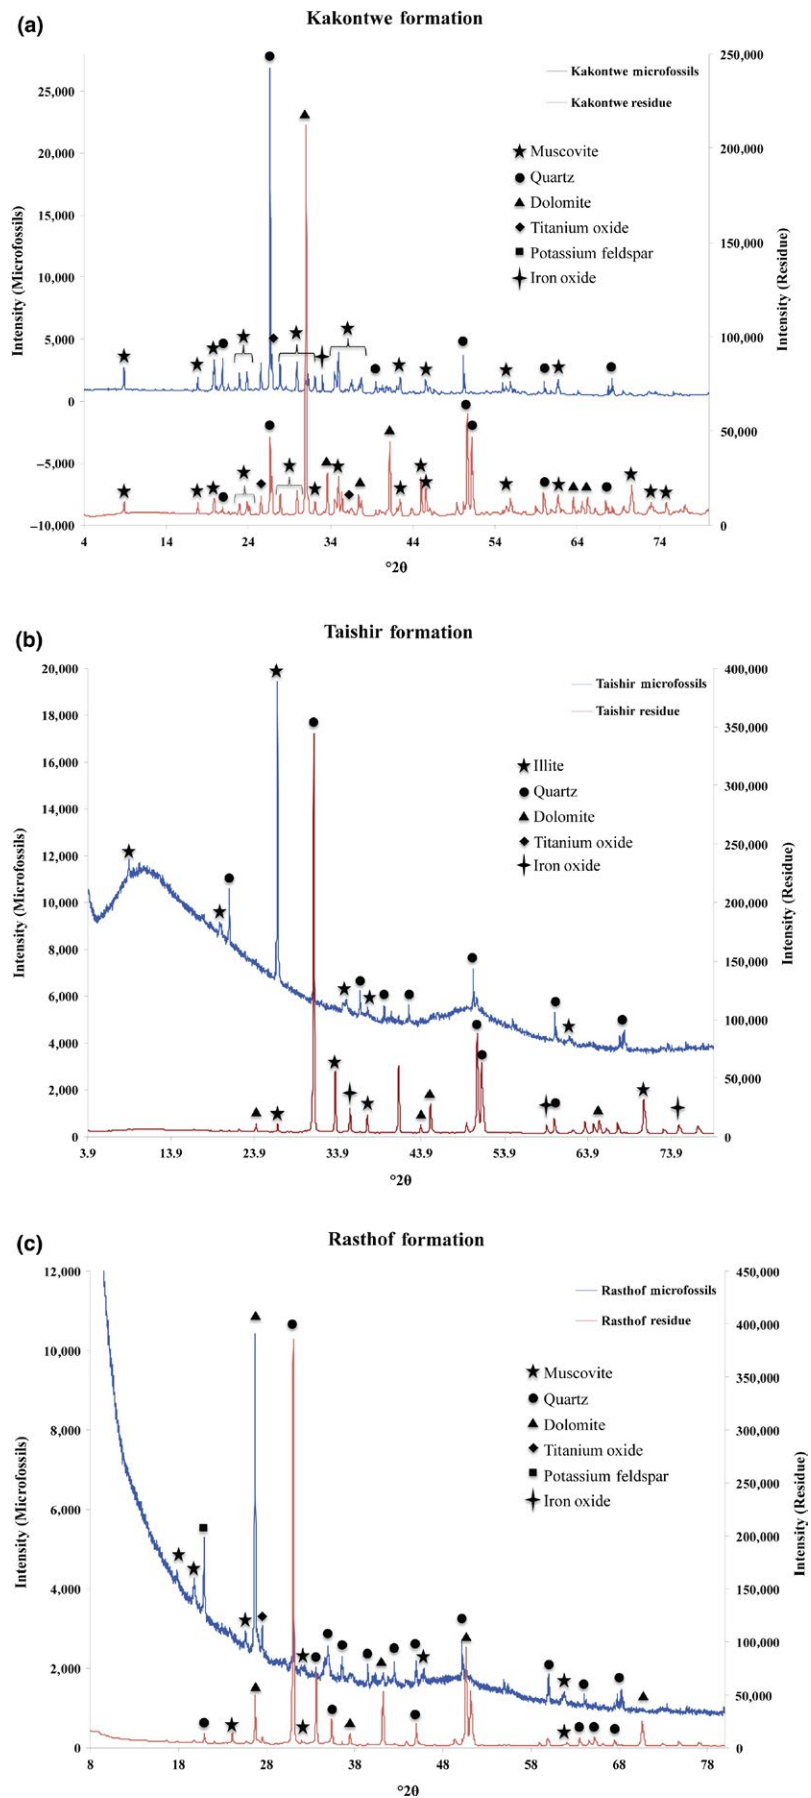 (a)
Kakontwe formation
Kakontwe microfossils
Kakontwe residue
Muscovite
Quartz
Dolomite
Titanium oxide
Potassium feldspar
Iron oxide
Intensity (Microfossils)
25,000
20,000
15,000
10,000
5,000
0
−5,000
−10,000
250,000
200,000
150,000
100,000
50,000
0
Intensity (Residue)
4 14 24 34 44 54 64 74
°2θ
(b)
Taishir formation
Taishir microfossils
Taishir residue
Illite
Quartz
Dolomite
Titanium oxide
Iron oxide
Intensity (Microfossils)
20,000
18,000
16,000
14,000
12,000
10,000
8,000
6,000
4,000
2,000
0
400,000
350,000
300,000
250,000
200,000
150,000
100,000
50,000
0
Intensity (Residue)
3.9 13.9 23.9 33.9 43.9 53.9 63.9 73.9
°2θ
(c)
Rasthof formation
Rasthof microfossils
Rasthof residue
Muscovite
Quartz
Dolomite
Titanium oxide
Potassium feldspar
Iron oxide
Intensity (Microfossils)
12,000
10,000
8,000
6,000
4,000
2,000
0
450,000
400,000
350,000
300,000
250,000
200,000
150,000
100,000
50,000
0
Intensity (Residue)
8 18 28 38 48 58 68 78
°2θ